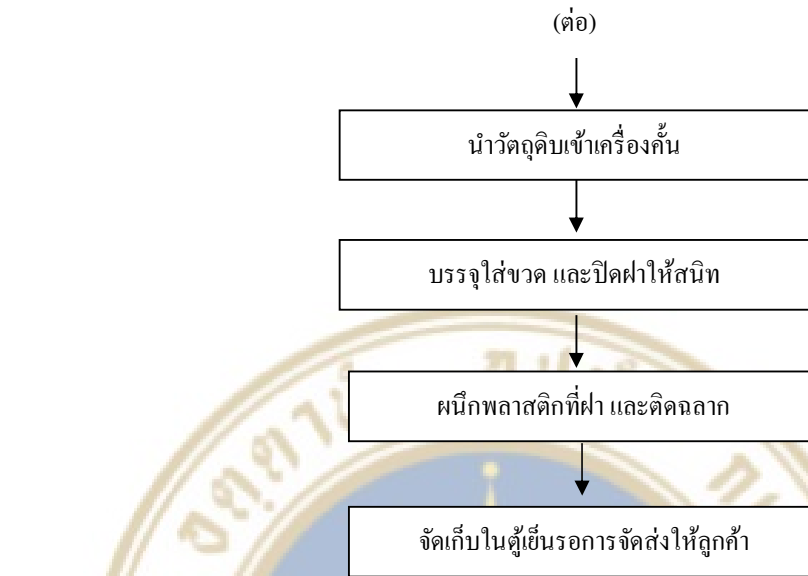 (ต่อ)
นำวัตถุดิบเข้าเครื่องคั้น
บรรจุใส่ขวด และปิดฝาให้สนิท
ผนึกพลาสติกที่ฝา และติดฉลาก
จัดเก็บในตู้เย็นรอการจัดส่งให้ลูกค้า